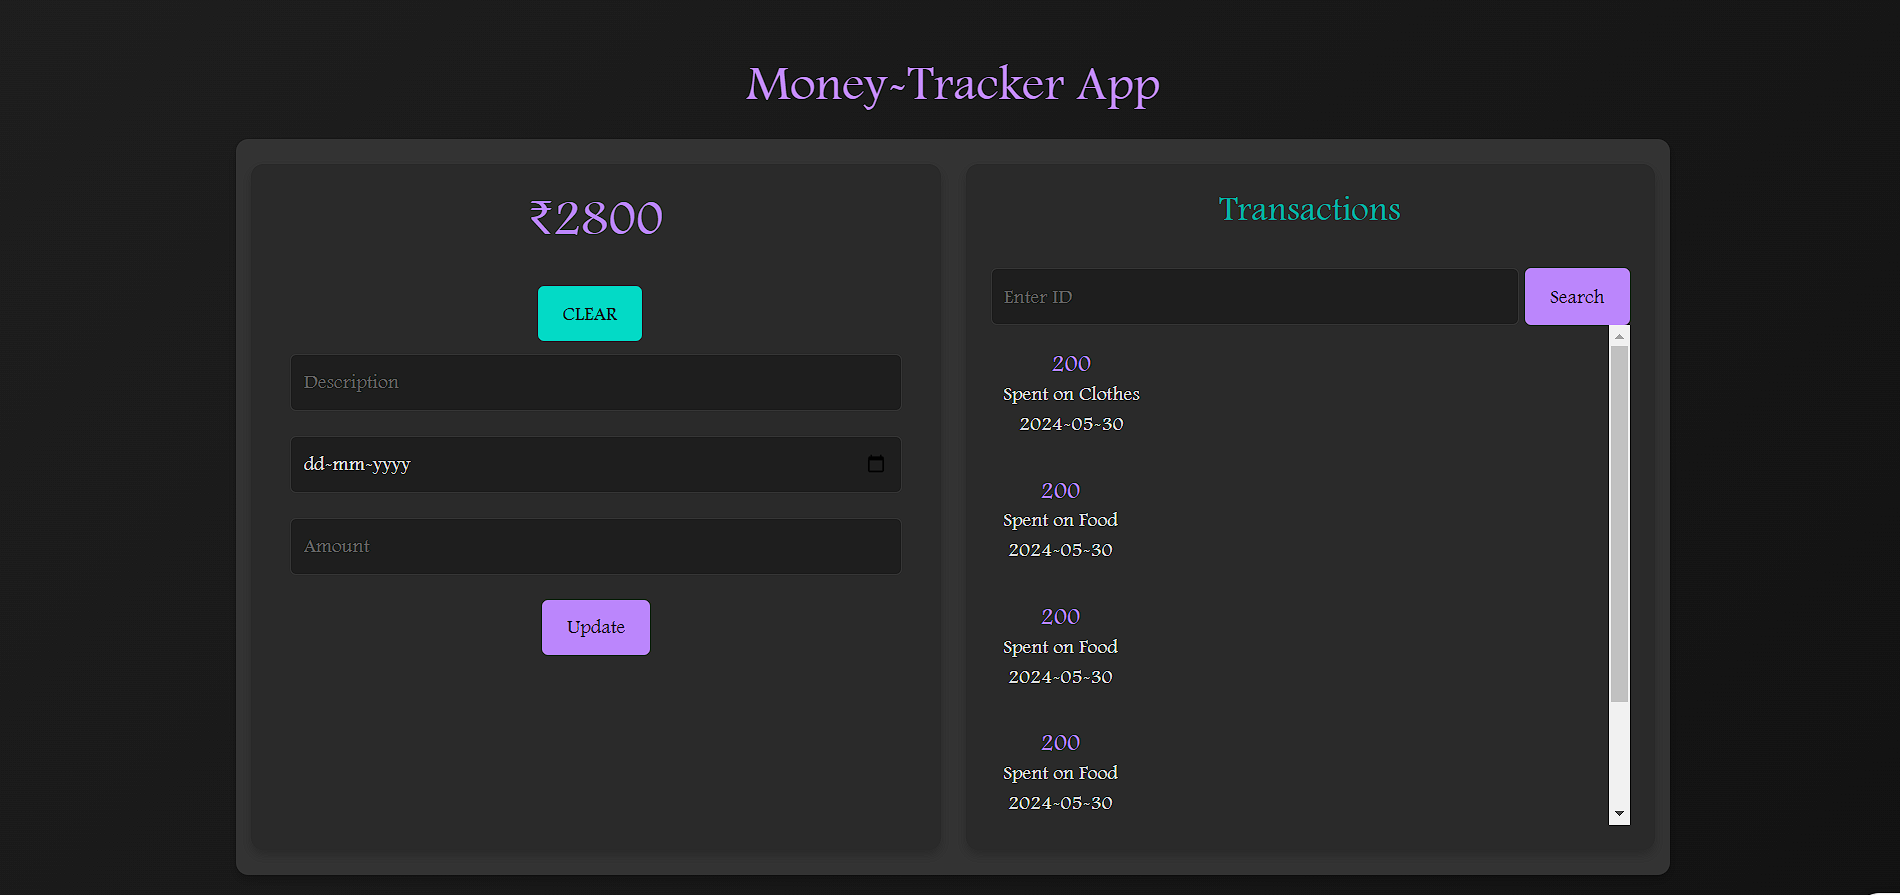 Money-Tracker App
₹2800
CLEAR
Description
dd-mm-yyyy
Amount
Update
Transactions
Enter ID
Search
200
Spent on Clothes
2024-05-30
200
Spent on Food
2024-05-30
200
Spent on Food
2024-05-30
200
Spent on Food
2024-05-30